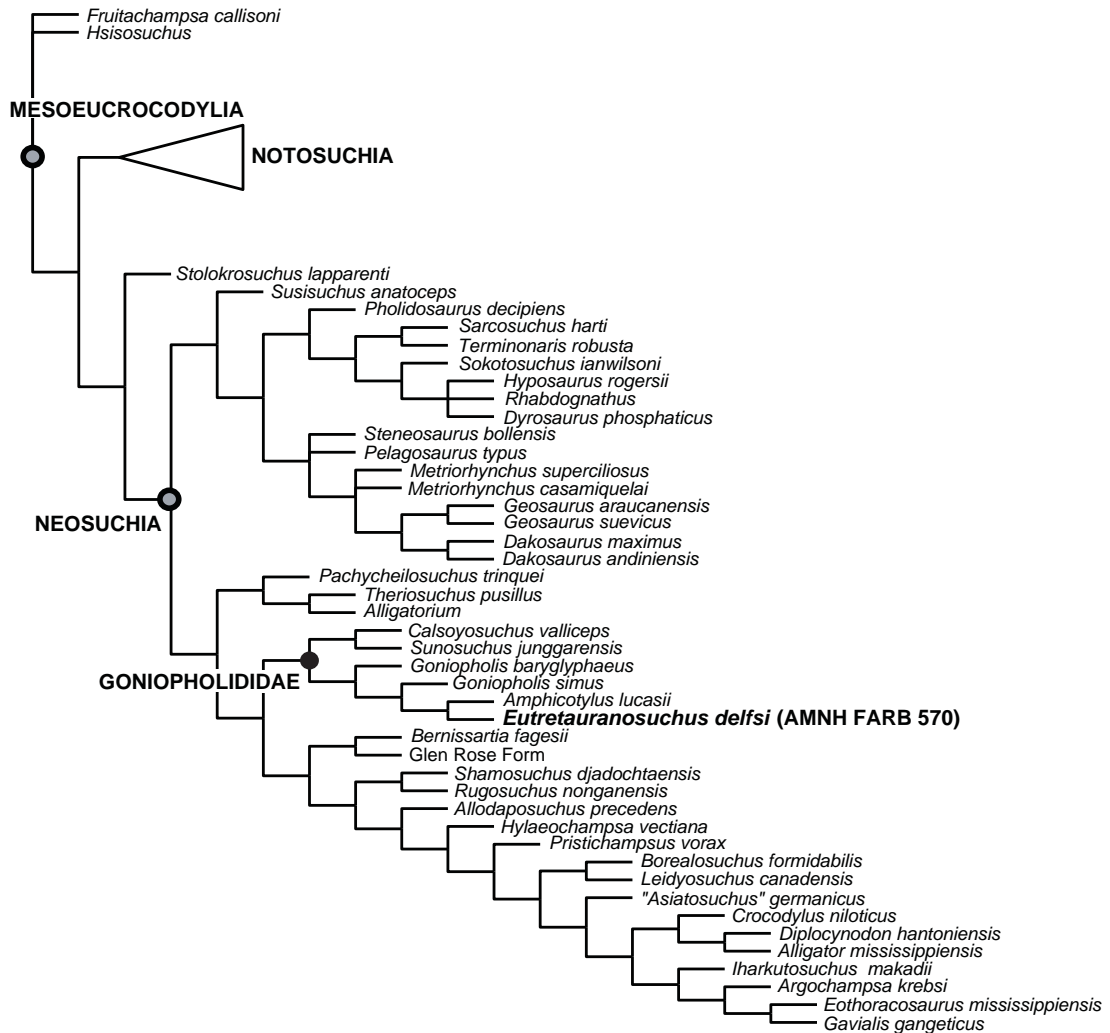 Fruitachampsa callisoni
Hsisosuchus
MESOEUCROCODYLIA
NOTOSUCHIA
Stolokrosuchus lapparenti
Susisuchus anatoceps
Pholidosaurus decipiens
Sarcosuchus harti
Terminonaris robusta
Sokotosuchus ianwilsoni
Hyposaurus rogersii
Rhabdognathus
Dyrosaurus phosphaticus
Steneosaurus bollensis
Pelagosaurus typus
Metriorhynchus superciliosus
Metriorhynchus casamiquelai
Geosaurus araucanensis
Geosaurus suevicus
NEOSUCHIA
Dakosaurus maximus
Dakosaurus andiniensis
Pachycheilosuchus trinquei
Theriosuchus pusillus
Alligatorium
Calsoyosuchus valliceps
Sunosuchus junggarensis
Goniopholis baryglyphaeus
GONIOPHOLIDIDAE
Goniopholis simus
Amphicotylus lucasii
Eutretauranosuchus delfsi (AMNH FARB 570)
Bernissartia fagesii
Glen Rose Form
Shamosuchus djadochtaensis
Rugosuchus nonganensis
Allodaposuchus precedens
Hylaeochampsa vectiana
Pristichampsus vorax
Borealosuchus formidabilis
Leidyosuchus canadensis
"Asiatosuchus" germanicus
Crocodylus niloticus
Diplocynodon hantoniensis
Alligator mississippiensis
Iharkutosuchus makadii
Argochampsa krebsi
Eothoracosaurus mississippiensis
Gavialis gangeticus